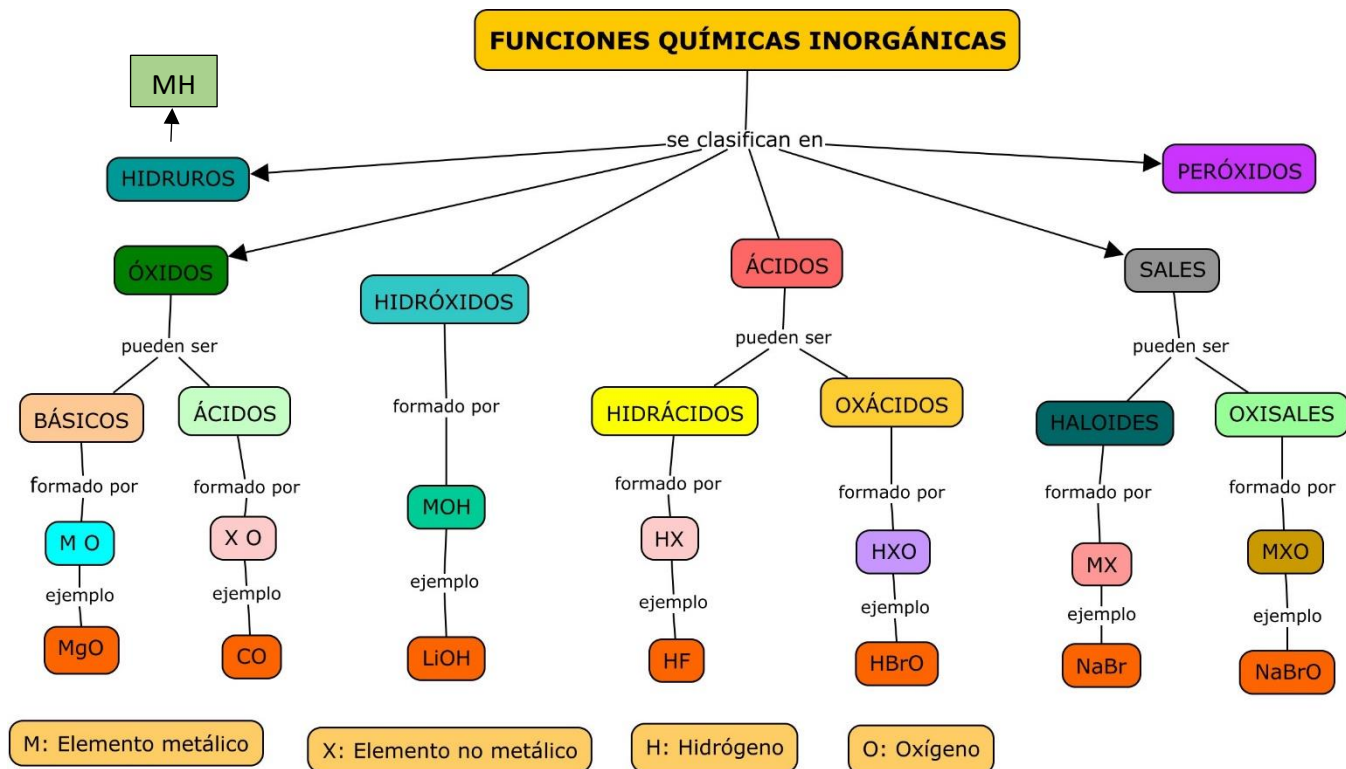 FUNCIONES QUÍMICAS INORGÁNICAS
MH
se clasifican en
HIDRUROS
PERÓXIDOS
ÓXIDOS
HIDRÓXIDOS
ÁCIDOS
SALES
pueden ser
pueden ser
pueden ser
BÁSICOS
ÁCIDOS
formado por
HIDRÁCIDOS
OXÁCIDOS
HALOIDES
OXISALES
formado por
formado por
formado por
formado por
formado por
formado por
M O
X O
MOH
HX
HXO
MX
MXO
ejemplo
ejemplo
ejemplo
ejemplo
ejemplo
ejemplo
ejemplo
MgO
CO
LiOH
HF
HBrO
NaBr
NaBrO
M: Elemento metálico
X: Elemento no metálico
H: Hidrógeno
O: Oxígeno